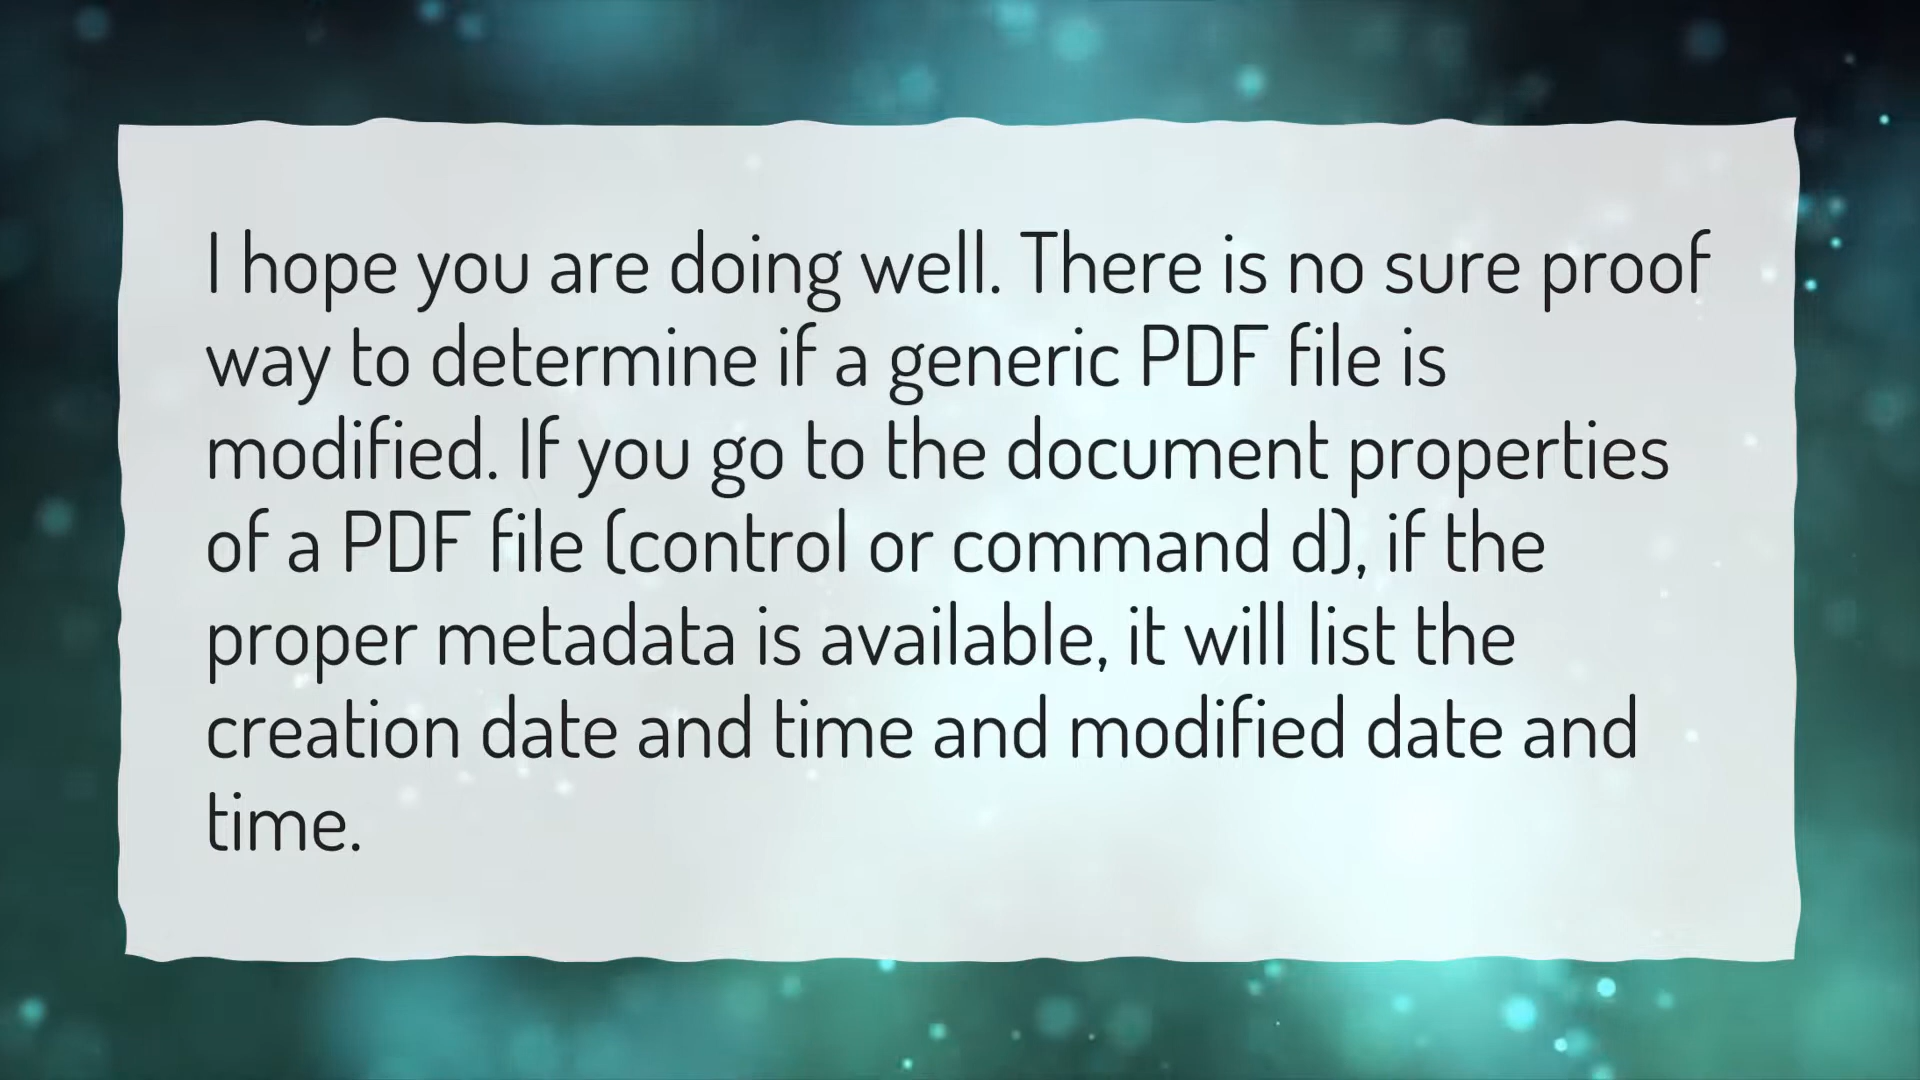 I hope you are doing well. There is no sure proof
way to determine if a generic PDF file is
modified. If you go to the document properties
of a PDF file (control or command d), if the
proper metadata is available, it will list the
creation date and time and modified date and
time.